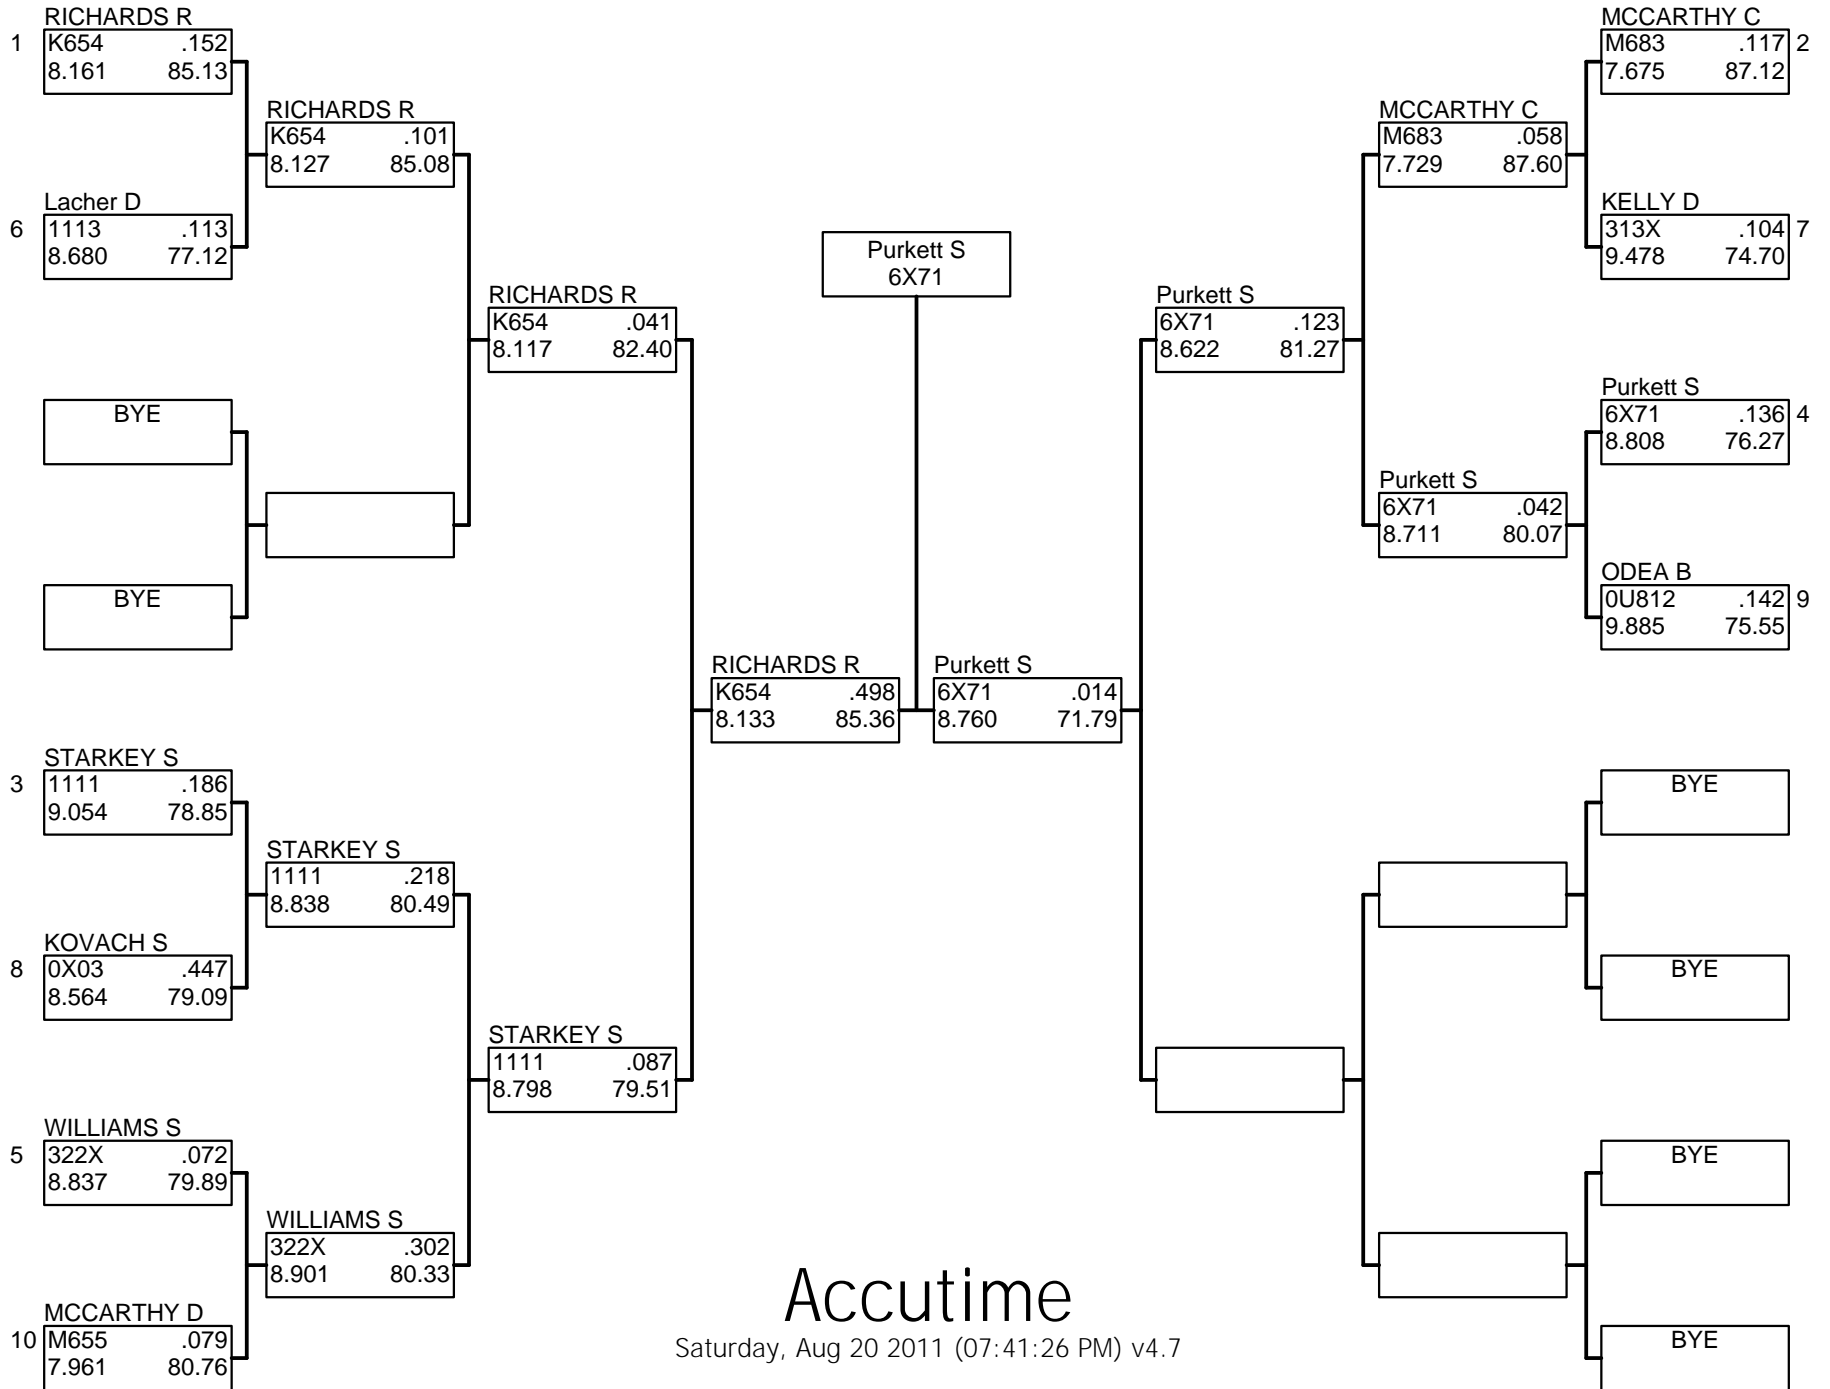 RICHARDS R
1 K654 .152
8.161 85.13
Lacher D
6 1113 .113
8.680 77.12
BYE
BYE
STARKEY S
3 1111 .186
9.054 78.85
KOVACH S
8 0X03 .447
8.564 79.09
WILLIAMS S
5 322X .072
8.837 79.89
MCCARTHY D
10 M655 .079
7.961 80.76
RICHARDS R
K654 .101
8.127 85.08
STARKEY S
1111 .218
8.838 80.49
WILLIAMS S
322X .302
8.901 80.33
RICHARDS R
K654 .041
8.117 82.40
STARKEY S
1111 .087
8.798 79.51
RICHARDS R
K654 .498
8.133 85.36
Purkett S
6X71
Purkett S
6X71 .014
8.760 71.79
Purkett S
6X71 .123
8.622 81.27
MCCARTHY C
M683 .058
7.729 87.60
Purkett S
6X71 .042
8.711 80.07
MCCARTHY C
M683 .117 2
7.675 87.12
KELLY D
313X .104 7
9.478 74.70
Purkett S
6X71 .136 4
8.808 76.27
ODEA B
0U812 .142 9
9.885 75.55
BYE
BYE
BYE
BYE
Accutime
Saturday, Aug 20 2011 (07:41:26 PM) v4.7